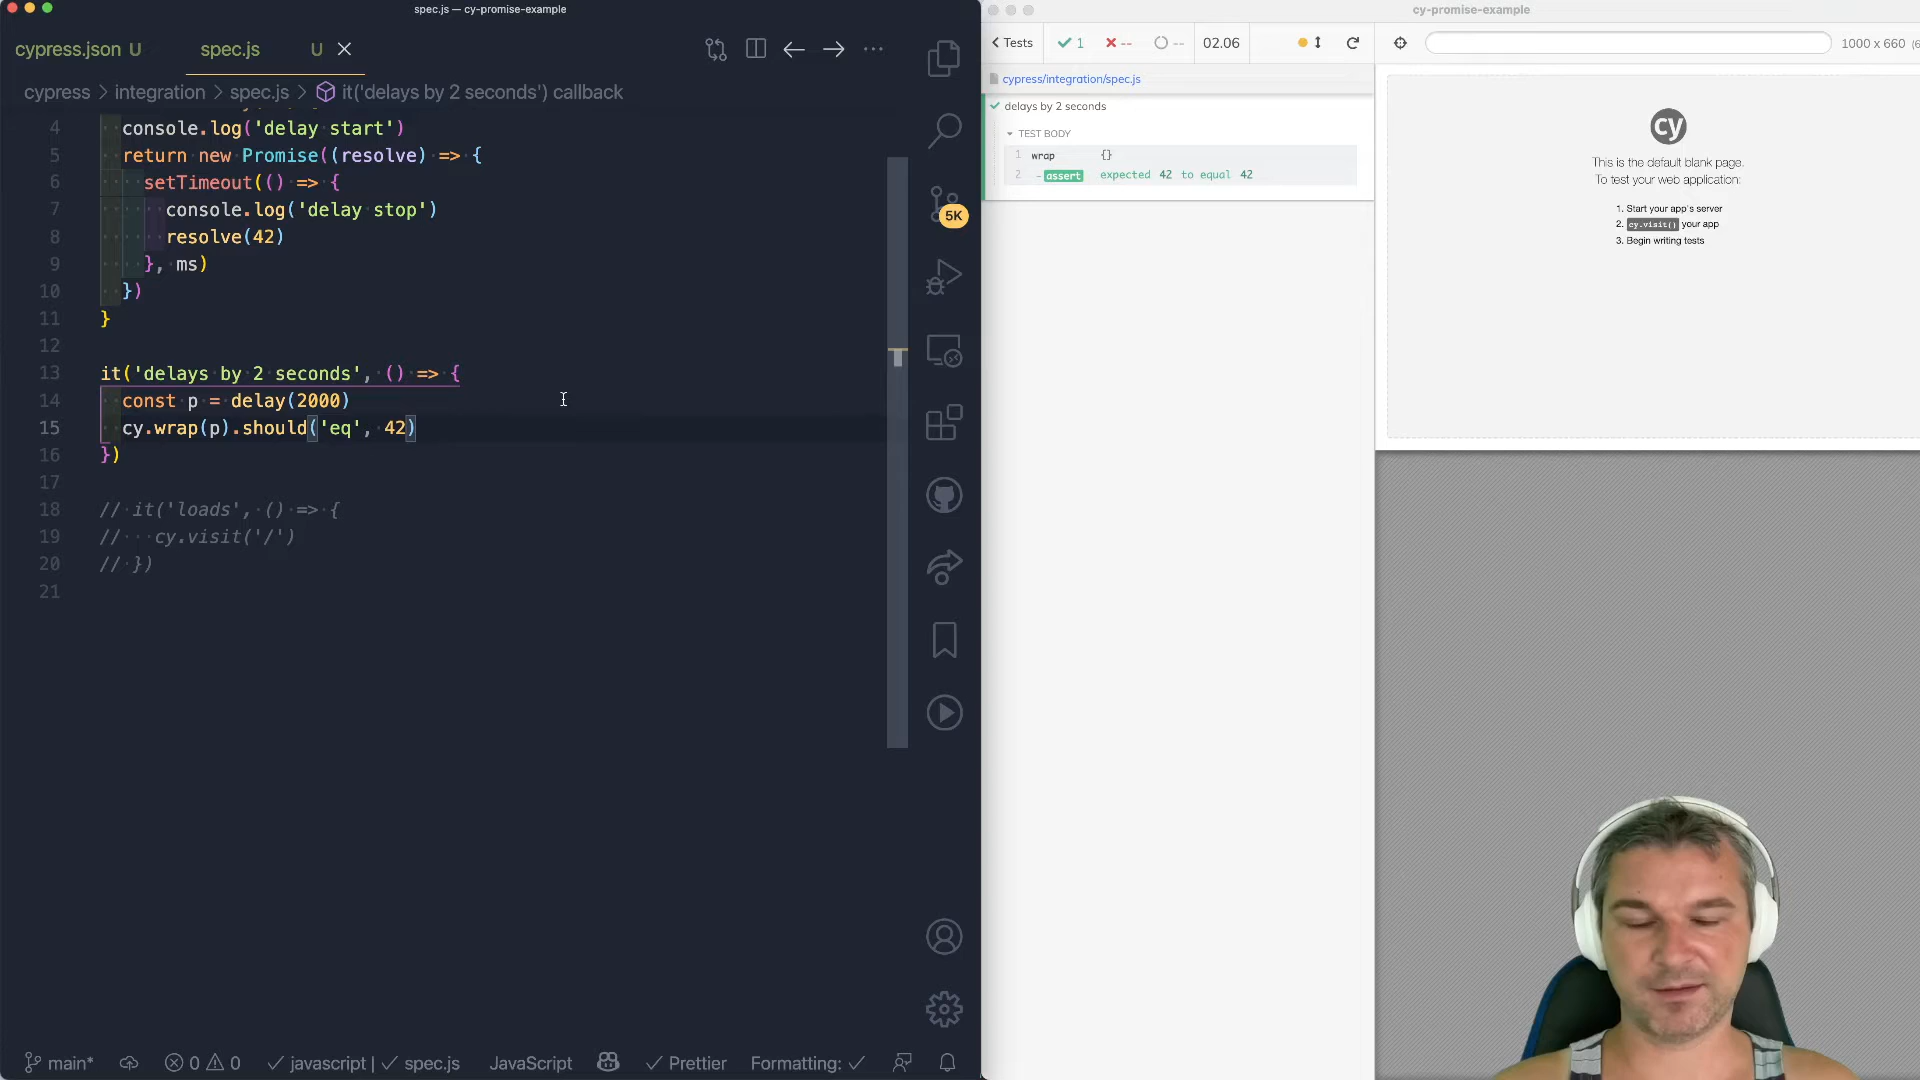 spec.js — cy-promise-example
cypress.json U
spec.js U
cypress > integration > spec.js > it('delays by 2 seconds') callback
4 console.log('delay start')
5 return new Promise((resolve) => {
6 setTimeout(() => {
7 console.log('delay stop')
8 resolve(42)
9 }, ms)
10 })
11 }
12
13 it('delays by 2 seconds', () => {
14 const p = delay(2000)
15 cy.wrap(p).should('eq', 42)
16 })
17
18 // it('loads', () => {
19 // cy.visit('/')
20 // })
21
5K
main*
0 0
javascript |
spec.js
JavaScript
Prettier
Formatting:
cy-promise-example
< Tests
1
--
--
02.06
1000 x 660 (6
cypress/integration/spec.js
delays by 2 seconds
TEST BODY
1 wrap {}
2 -assert expected 42 to equal 42
cy
This is the default blank page.
To test your web application:
1. Start your app's server
2. cy.visit() your app
3. Begin writing tests